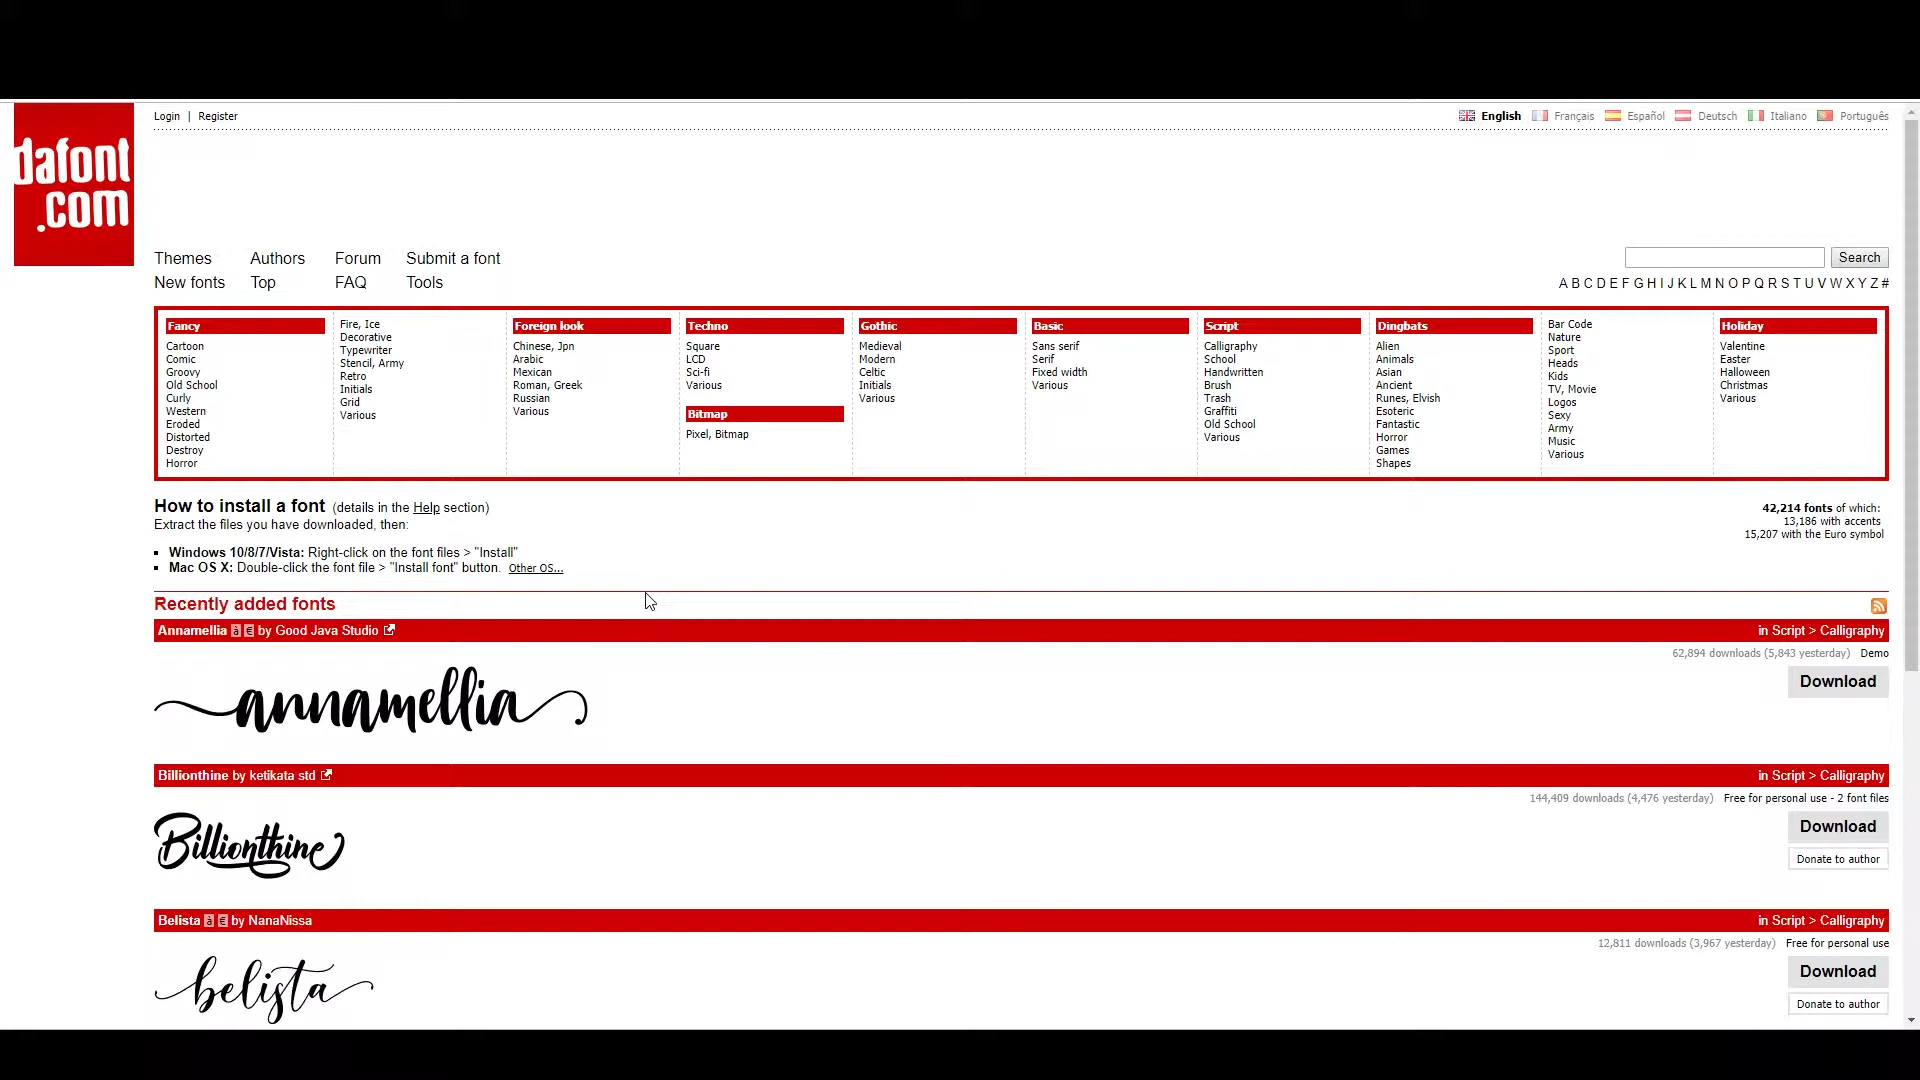 dafont
.com
Login | Register
English Français Español Deutsch Italiano Português
Themes Authors Forum Submit a font
Search
New fonts Top FAQ Tools
A B C D E F G H I J K L M N O P Q R S T U V W X Y Z #
Fancy
Cartoon
Comic
Groovy
Old School
Curly
Western
Eroded
Distorted
Destroy
Horror
Fire, Ice
Decorative
Typewriter
Stencil, Army
Retro
Initials
Grid
Various
Foreign look
Chinese, Jpn
Arabic
Mexican
Roman, Greek
Russian
Various
Techno
Square
LCD
Sci-fi
Various
Bitmap
Pixel, Bitmap
Gothic
Medieval
Modern
Celtic
Initials
Various
Basic
Sans serif
Serif
Fixed width
Various
Script
Calligraphy
School
Handwritten
Brush
Trash
Graffiti
Old School
Various
Dingbats
Alien
Animals
Asian
Ancient
Runes, Elvish
Esoteric
Fantastic
Horror
Games
Shapes
Bar Code
Nature
Sport
Heads
Kids
TV, Movie
Logos
Sexy
Army
Music
Various
Holiday
Valentine
Easter
Halloween
Christmas
Various
How to install a font (details in the Help section)
Extract the files you have downloaded, then:
Windows 10/8/7/Vista: Right-click on the font files > "Install"
Mac OS X: Double-click the font file > "Install font" button. Other OS...
42,214 fonts of which:
13,186 with accents
15,207 with the Euro symbol
Recently added fonts
Annamellia à € by Good Java Studio
in Script > Calligraphy
62,894 downloads (5,843 yesterday) Demo
Download
annamellia
Billionthine by ketikata std
in Script > Calligraphy
144,409 downloads (4,476 yesterday) Free for personal use - 2 font files
Download
Donate to author
Billionthine
Belista à € by NanaNissa
in Script > Calligraphy
12,811 downloads (3,967 yesterday) Free for personal use
Download
Donate to author
belista